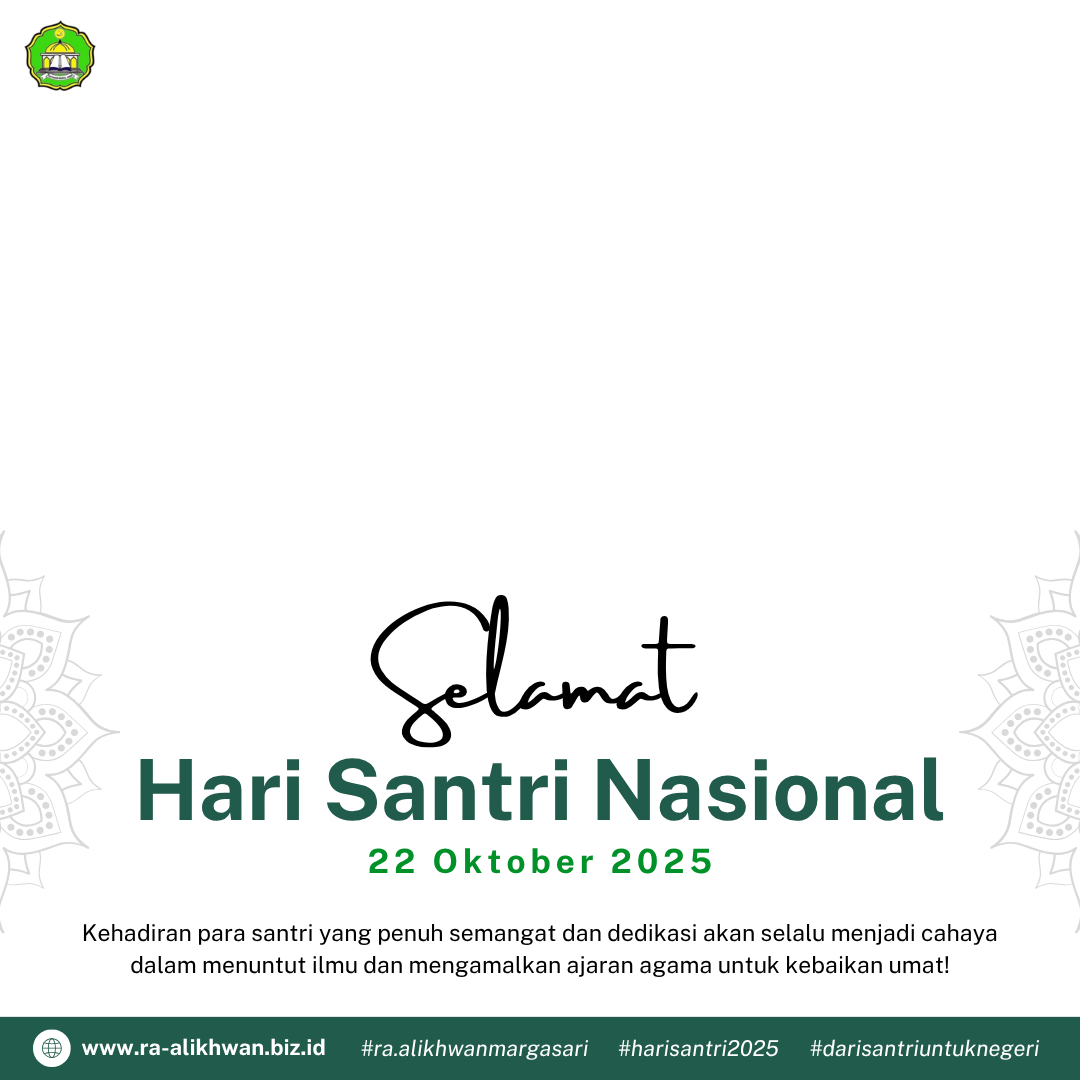 Selamat
Hari Santri Nasional
22 Oktober 2025
Kehadiran para santri yang penuh semangat dan dedikasi akan selalu menjadi cahaya
dalam menuntut ilmu dan mengamalkan ajaran agama untuk kebaikan umat!
www.ra-alikhwan.biz.id #ra.alikhwanmargasari #harisantri2025 #darisantriuntuknegeri